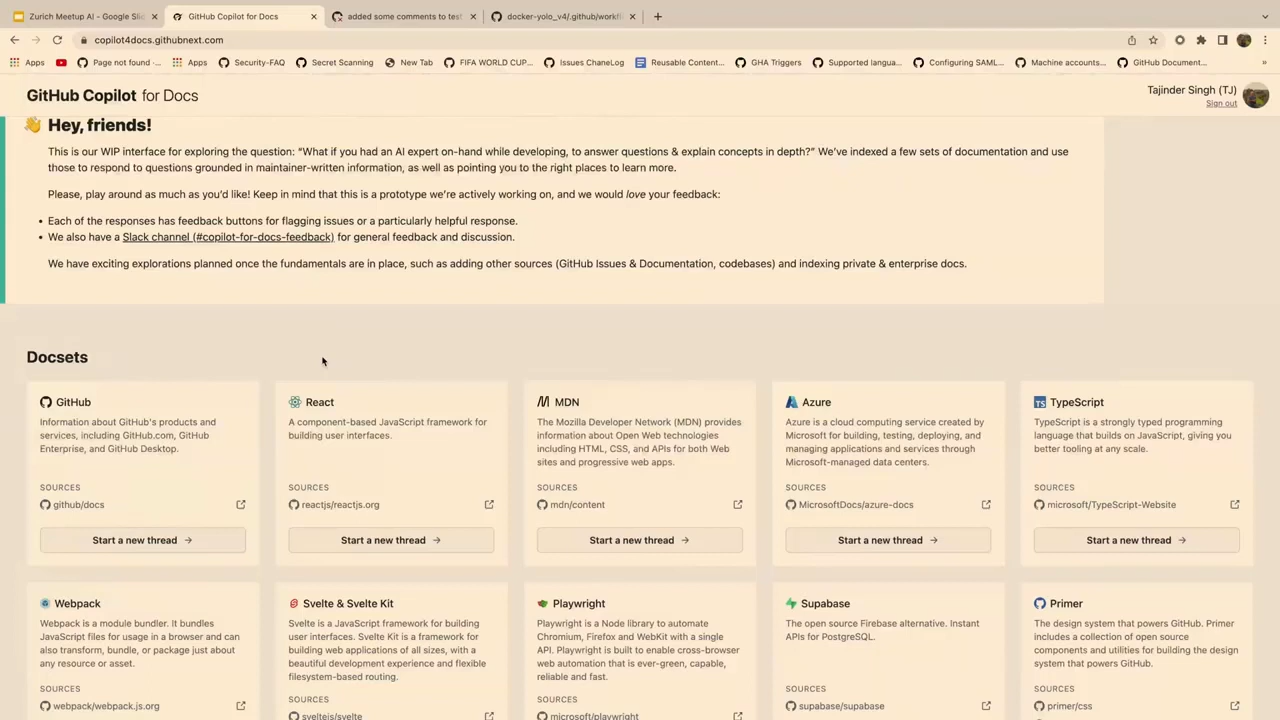 Zurich Meetup AI - Google Sli
GitHub Copilot for Docs
added some comments to test
docker-yolo_v4/.github/workfl
copilot4docs.githubnext.com
Apps
Page not found ·...
Apps
Security-FAQ
Secret Scanning
New Tab
FIFA WORLD CUP...
Issues ChaneLog
Reusable Content...
GHA Triggers
Supported langua...
Configuring SAML...
Machine accounts...
GitHub Document...
GitHub Copilot for Docs
Tajinder Singh (TJ)
Sign out
👋 Hey, friends!
This is our WIP interface for exploring the question: “What if you had an AI expert on-hand while developing, to answer questions & explain concepts in depth?” We’ve indexed a few sets of documentation and use
those to respond to questions grounded in maintainer-written information, as well as pointing you to the right places to learn more.
Please, play around as much as you’d like! Keep in mind that this is a prototype we’re actively working on, and we would love your feedback:
• Each of the responses has feedback buttons for flagging issues or a particularly helpful response.
• We also have a Slack channel (#copilot-for-docs-feedback) for general feedback and discussion.
We have exciting explorations planned once the fundamentals are in place, such as adding other sources (GitHub Issues & Documentation, codebases) and indexing private & enterprise docs.
Docsets
GitHub
Information about GitHub's products and
services, including GitHub.com, GitHub
Enterprise, and GitHub Desktop.
SOURCES
github/docs
Start a new thread →
React
A component-based JavaScript framework for
building user interfaces.
SOURCES
reactjs/reactjs.org
Start a new thread →
MDN
The Mozilla Developer Network (MDN) provides
information about Open Web technologies
including HTML, CSS, and APIs for both Web
sites and progressive web apps.
SOURCES
mdn/content
Start a new thread →
Azure
Azure is a cloud computing service created by
Microsoft for building, testing, deploying, and
managing applications and services through
Microsoft-managed data centers.
SOURCES
MicrosoftDocs/azure-docs
Start a new thread →
TS TypeScript
TypeScript is a strongly typed programming
language that builds on JavaScript, giving you
better tooling at any scale.
SOURCES
microsoft/TypeScript-Website
Start a new thread →
Webpack
Webpack is a module bundler. It bundles
JavaScript files for usage in a browser and can
also transform, bundle, or package just about
any resource or asset.
SOURCES
webpack/webpack.js.org
Svelte & Svelte Kit
Svelte is a JavaScript framework for building
user interfaces. Svelte Kit is a framework for
building web applications of all sizes, with a
beautiful development experience and flexible
filesystem-based routing.
SOURCES
sveltejs/svelte
Playwright
Playwright is a Node library to automate
Chromium, Firefox and WebKit with a single
API. Playwright is built to enable cross-browser
web automation that is ever-green, capable,
reliable and fast.
SOURCES
microsoft/playwright
Supabase
The open source Firebase alternative. Instant
APIs for PostgreSQL.
SOURCES
supabase/supabase
Primer
The design system that powers GitHub. Primer
includes a collection of open source
components and utilities for building the design
system that powers GitHub.
SOURCES
primer/css